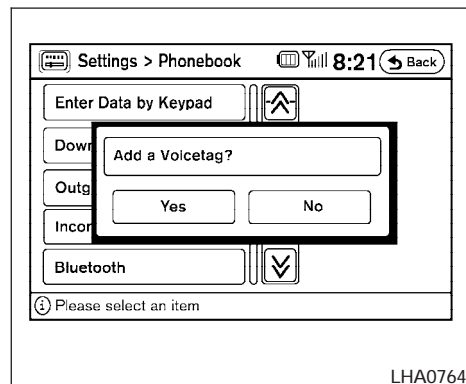 Settings > Phonebook 8:21 Back
Enter Data by Keypad
Down
Add a Voicetag?
Outg
Yes No
Incor
Bluetooth
i Please select an item
LHA0764